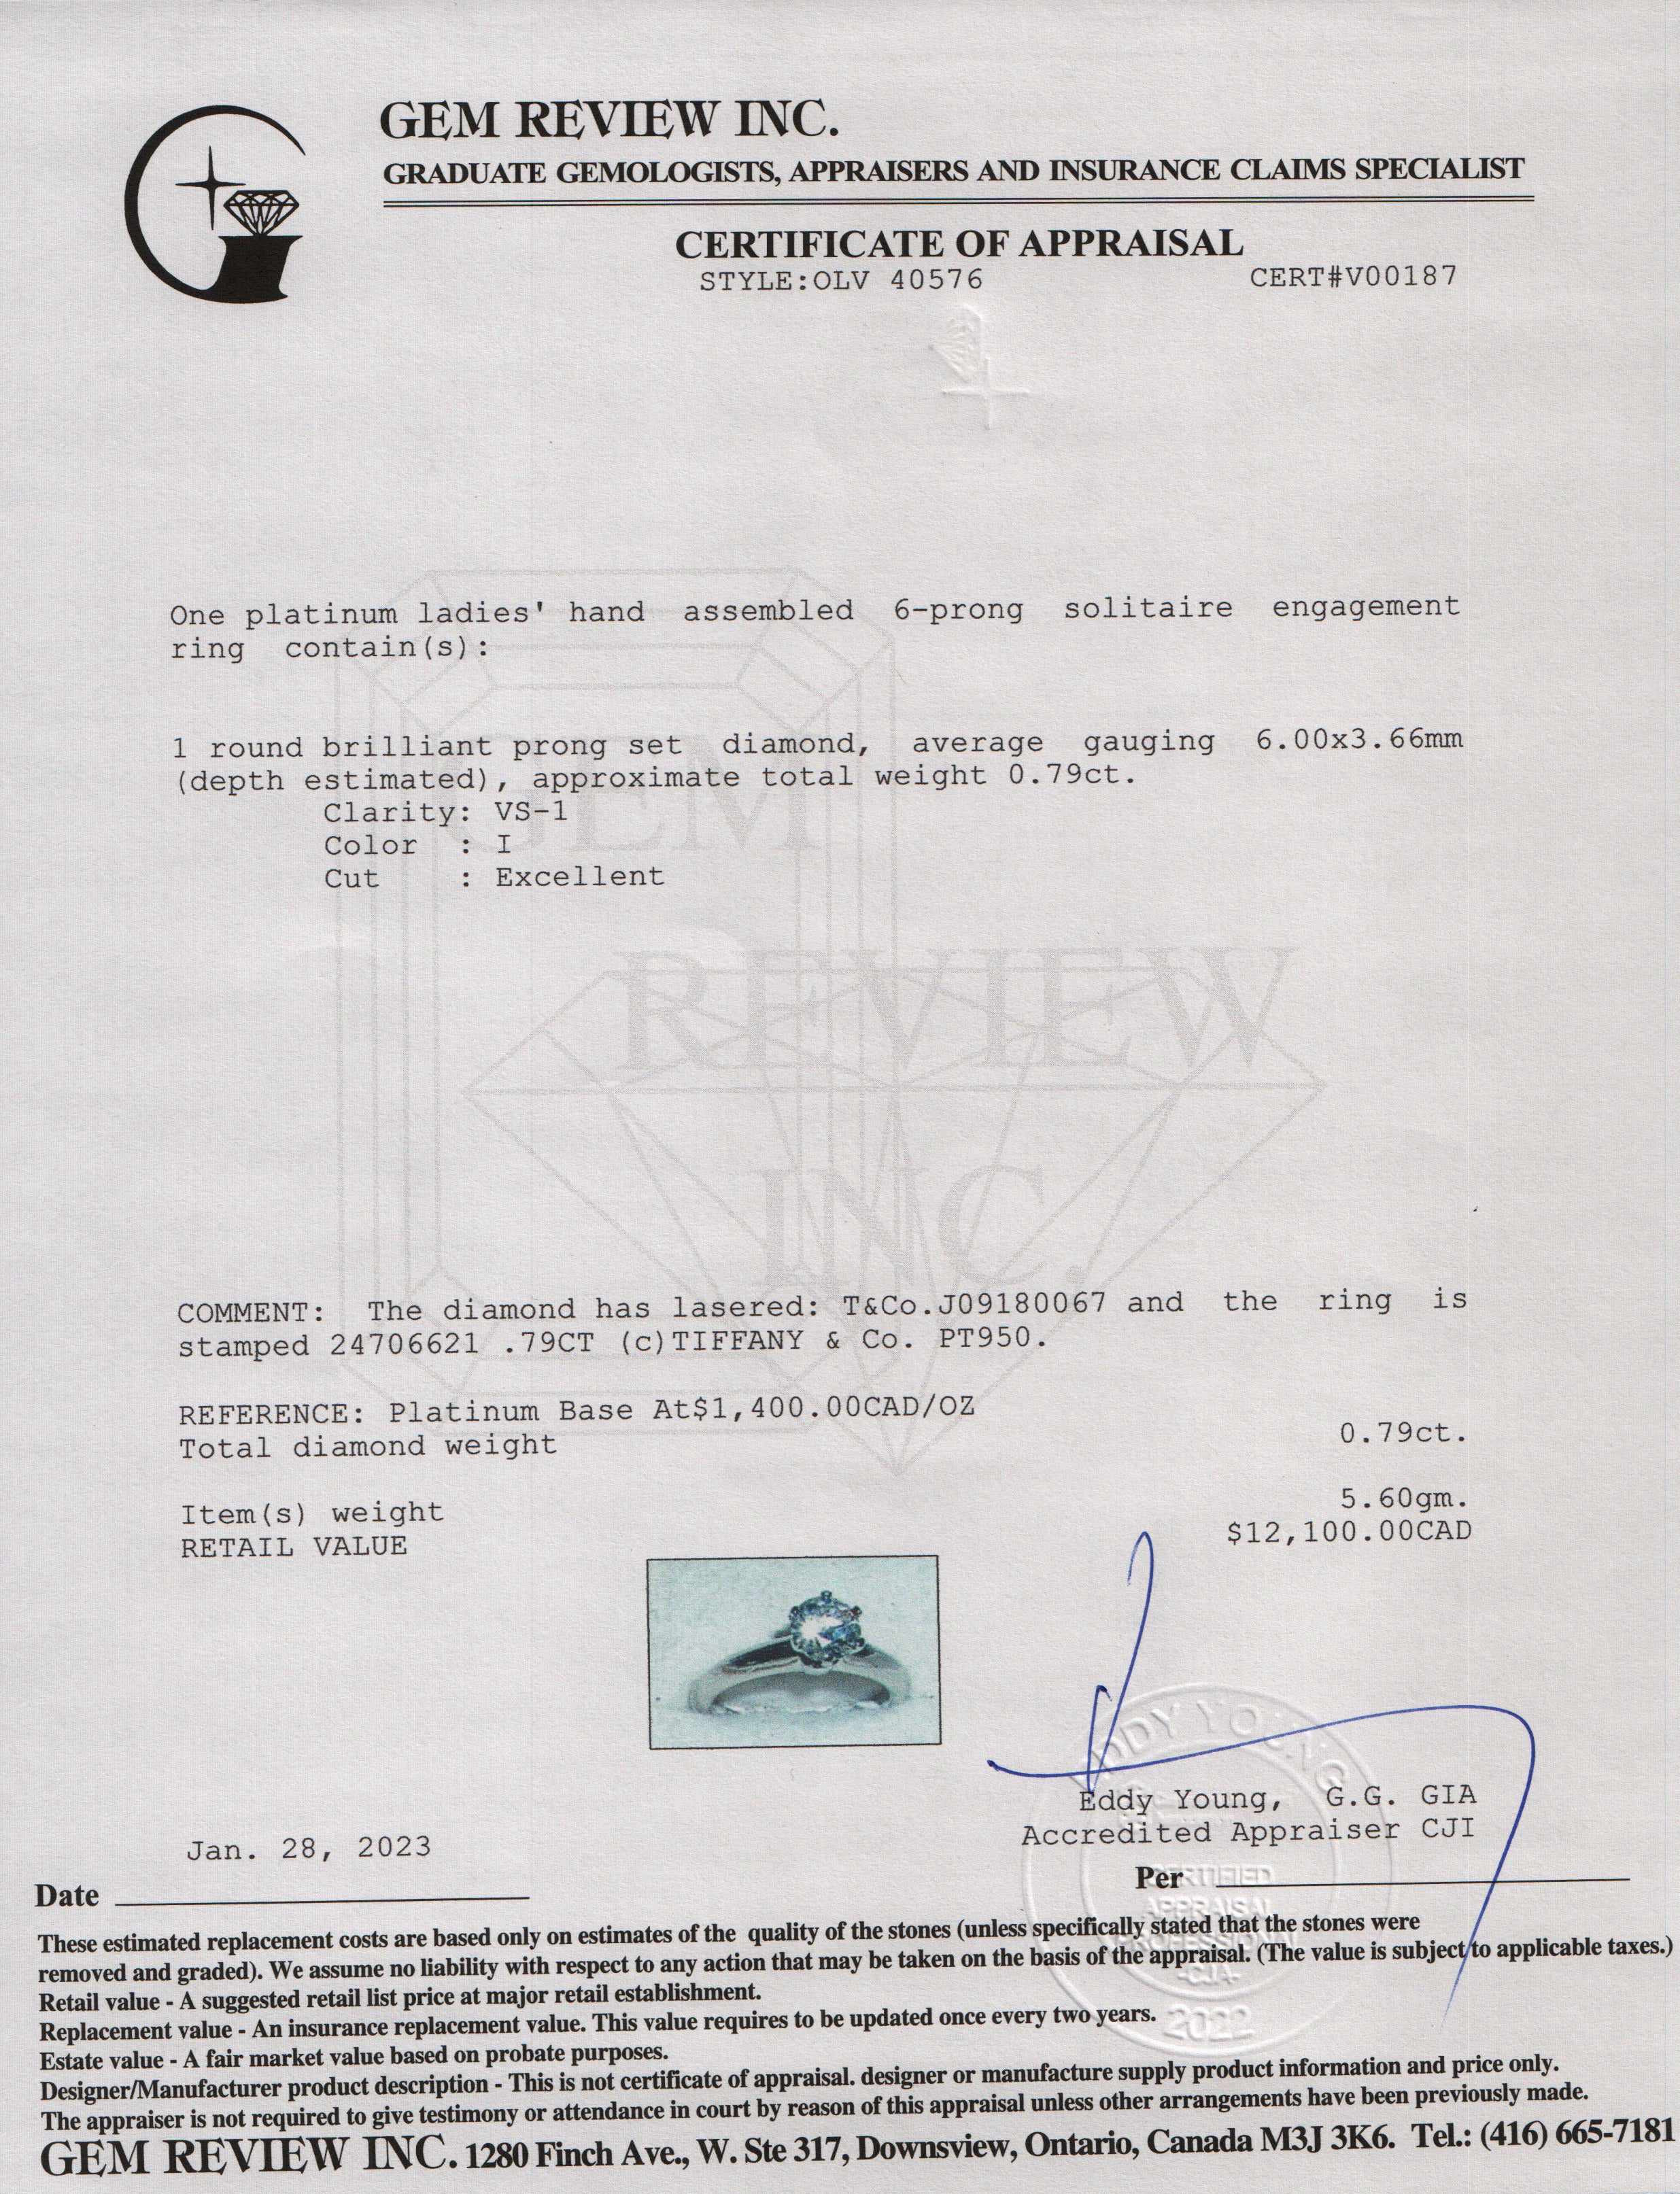 GEM REVIEW INC.
GRADUATE GEMOLOGISTS, APPRAISERS AND INSURANCE CLAIMS SPECIALIST
CERTIFICATE OF APPRAISAL
STYLE:OLV 40576 CERT#V00187
One platinum ladies' hand assembled 6-prong solitaire engagement
ring contain(s):
1 round brilliant prong set diamond, average gauging 6.00x3.66mm
(depth estimated), approximate total weight 0.79ct.
Clarity: VS-1
Color : I
Cut : Excellent
GEM
REVIEW
INC.
COMMENT: The diamond has lasered: T&Co.J09180067 and the ring is
stamped 24706621 .79CT (c)TIFFANY & Co. PT950.
REFERENCE: Platinum Base At$1,400.00CAD/OZ
Total diamond weight 0.79ct.
Item(s) weight 5.60gm.
RETAIL VALUE $12,100.00CAD
EDDY YOUNG
Eddy Young, G.G. GIA
Accredited Appraiser CJI
Jan. 28, 2023
Date
Per
CERTIFIED
APPRAISAL
PROFESSIONAL
-CJA-
2022
These estimated replacement costs are based only on estimates of the quality of the stones (unless specifically stated that the stones were
removed and graded). We assume no liability with respect to any action that may be taken on the basis of the appraisal. (The value is subject to applicable taxes.)
Retail value - A suggested retail list price at major retail establishment.
Replacement value - An insurance replacement value. This value requires to be updated once every two years.
Estate value - A fair market value based on probate purposes.
Designer/Manufacturer product description - This is not certificate of appraisal. designer or manufacture supply product information and price only.
The appraiser is not required to give testimony or attendance in court by reason of this appraisal unless other arrangements have been previously made.
GEM REVIEW INC. 1280 Finch Ave., W. Ste 317, Downsview, Ontario, Canada M3J 3K6. Tel.: (416) 665-7181